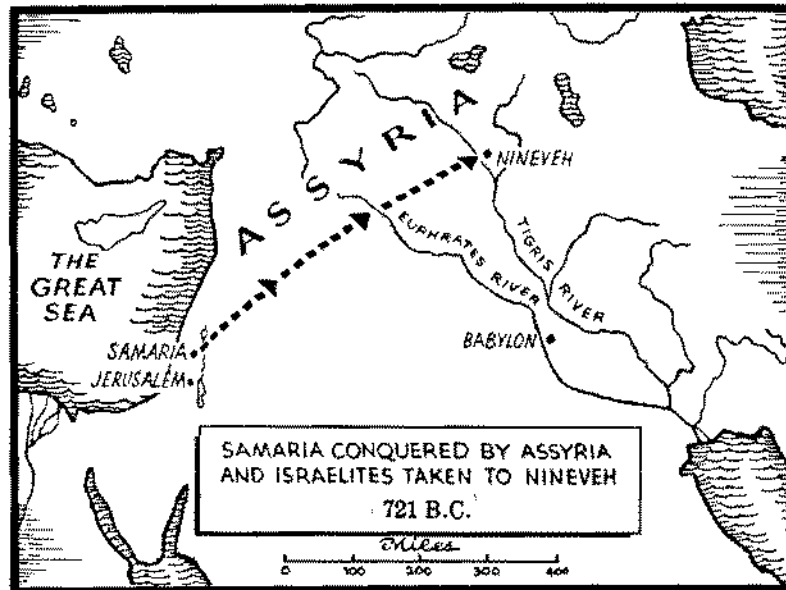 ASSYRIA
NINEVEH
EUPHRATES RIVER
TIGRIS RIVER
THE
GREAT
SEA
BABYLON
SAMARIA
JERUSALEM
SAMARIA CONQUERED BY ASSYRIA
AND ISRAELITES TAKEN TO NINEVEH
721 B.C.
Miles
0 100 200 300 400